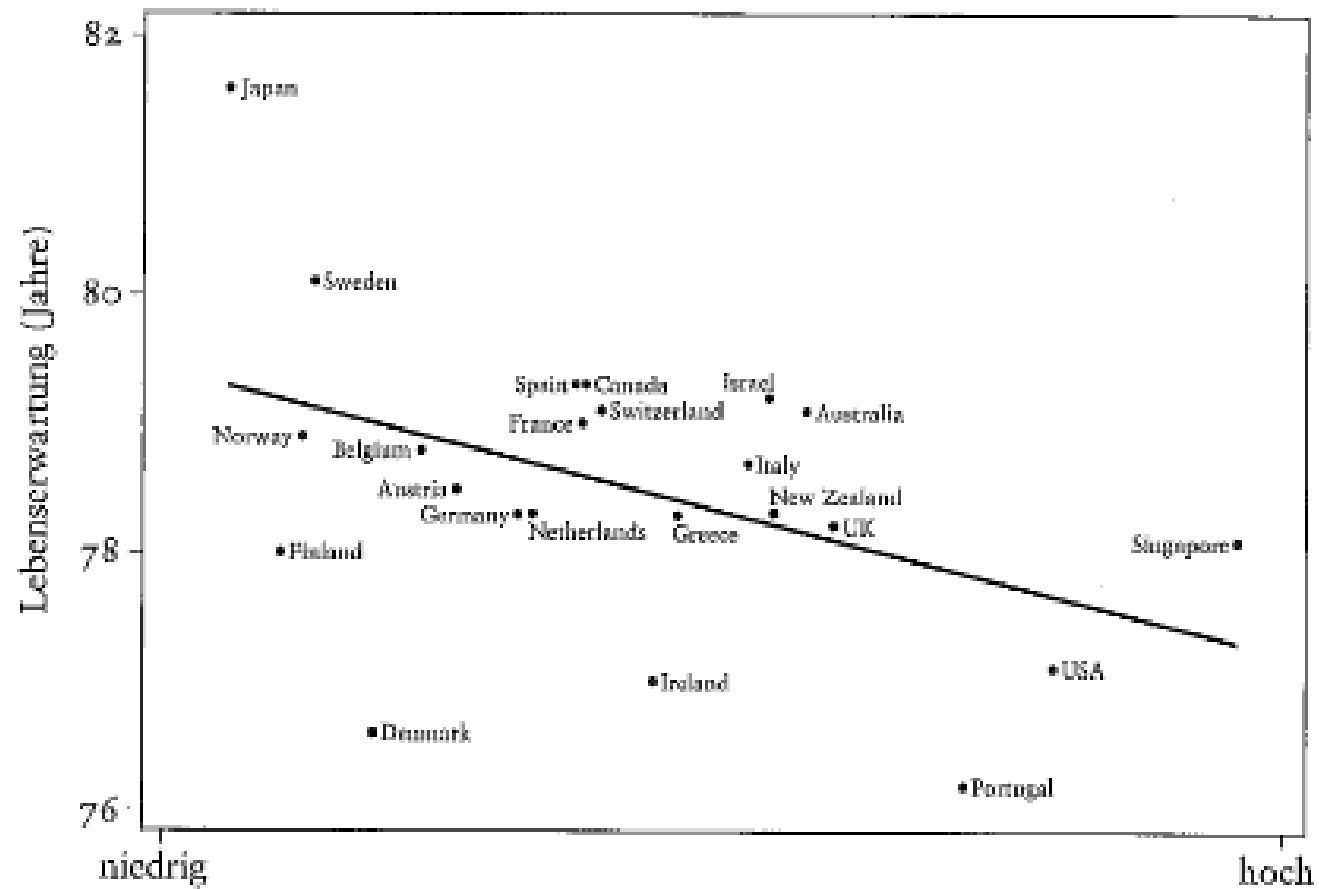 82
Japan
Sweden
80
Lebenserwartung (Jahre)
Spain
Canada
Israel
Switzerland
Australia
France
Norway
Belgium
Italy
Austria
New Zealand
Germany
Netherlands
Greece
UK
78
Finland
Singapore
USA
Ireland
Denmark
Portugal
76
niedrig
hoch